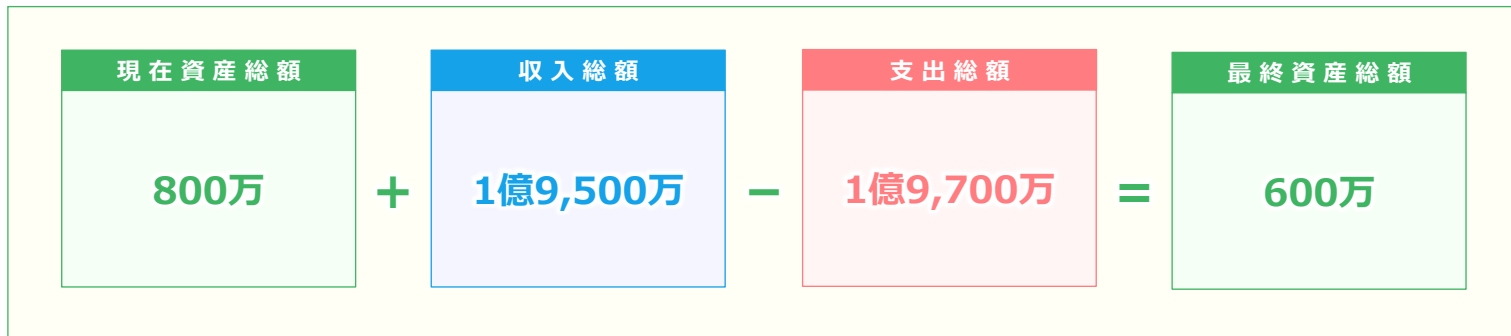 現在資産総額
収入総額
支出総額
最終資産総額
800万
+
1億9,500万
−
1億9,700万
=
600万